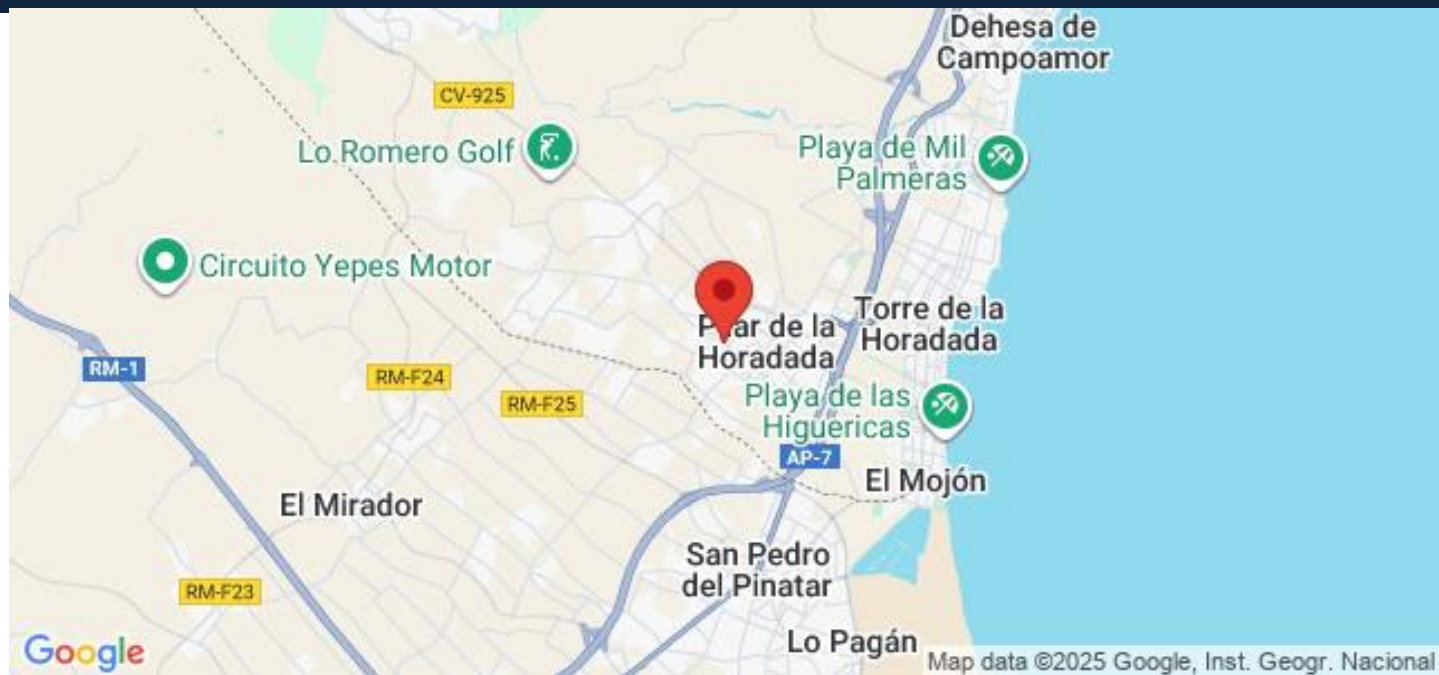 Dehesa de
Campoamor
CV-925
Lo Romero Golf
Playa de Mil
Palmeras
Circuito Yepes Motor
Torre de la
Horadada
Pilar de la
Horadada
RM-1
RM-F24
RM-F25
Playa de las
Higuericas
AP-7
El Mojón
El Mirador
San Pedro
del Pinatar
RM-F23
Lo Pagán
Google
Map data ©2025 Google, Inst. Geogr. Nacional